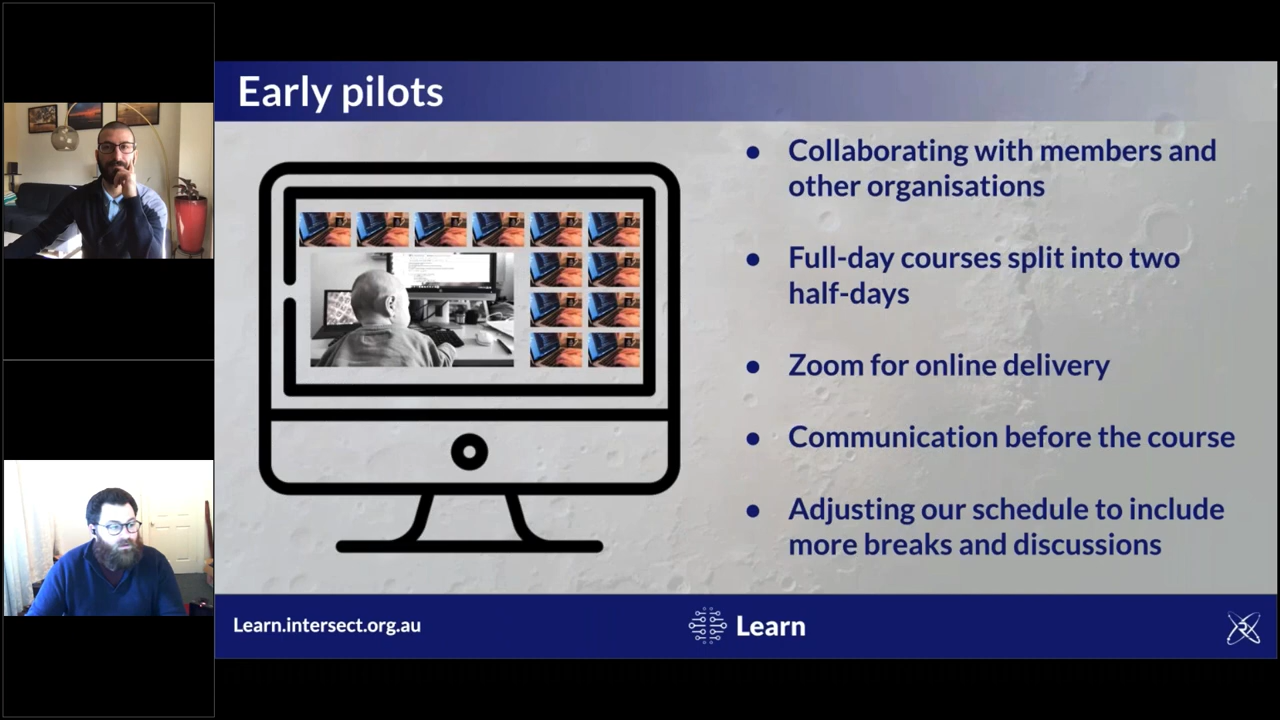 Early pilots
● Collaborating with members and
other organisations
● Full-day courses split into two
half-days
● Zoom for online delivery
● Communication before the course
● Adjusting our schedule to include
more breaks and discussions
Learn.intersect.org.au
Learn